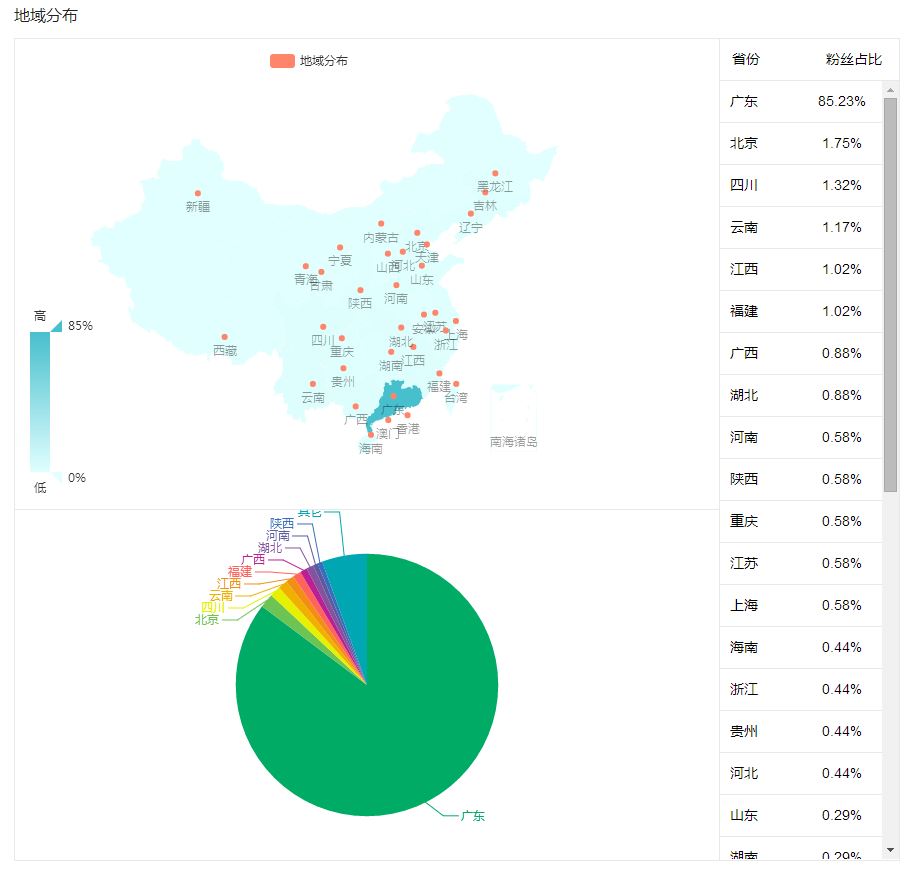 地域分布
地域分布
黑龙江
吉林
新疆
辽宁
内蒙古
北京
天津
宁夏
山西
河北
青海
甘肃
山东
陕西
河南
高
85%
安徽
江苏
上海
四川
重庆
湖北
浙江
西藏
湖南
江西
贵州
福建
云南
台湾
广东
广西
香港
澳门
南海诸岛
海南
0%
低
其它
陕西
河南
湖北
广西
福建
江西
云南
四川
北京
广东
省份 粉丝占比
广东 85.23%
北京 1.75%
四川 1.32%
云南 1.17%
江西 1.02%
福建 1.02%
广西 0.88%
湖北 0.88%
河南 0.58%
陕西 0.58%
重庆 0.58%
江苏 0.58%
上海 0.58%
海南 0.44%
浙江 0.44%
贵州 0.44%
河北 0.44%
山东 0.29%
湖南 0.29%